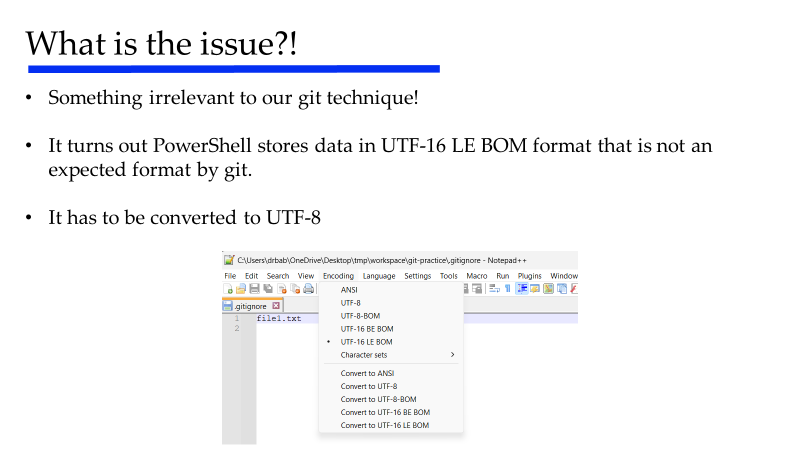 What is the issue?!
• Something irrelevant to our git technique!
• It turns out PowerShell stores data in UTF-16 LE BOM format that is not an
expected format by git.
• It has to be converted to UTF-8
C:\Users\drbab\OneDrive\Desktop\tmp\workspace\git-practice\.gitignore - Notepad++
File Edit Search View Encoding Language Settings Tools Macro Run Plugins Window
.gitignore
1 file1.txt
2
ANSI
UTF-8
UTF-8-BOM
UTF-16 BE BOM
• UTF-16 LE BOM
Character sets
Convert to ANSI
Convert to UTF-8
Convert to UTF-8-BOM
Convert to UTF-16 BE BOM
Convert to UTF-16 LE BOM